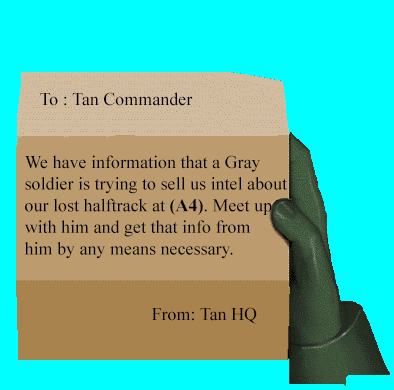 To : Tan Commander
We have information that a Gray
soldier is trying to sell us intel about
our lost halftrack at (A4). Meet up
with him and get that info from
him by any means necessary.
From: Tan HQ